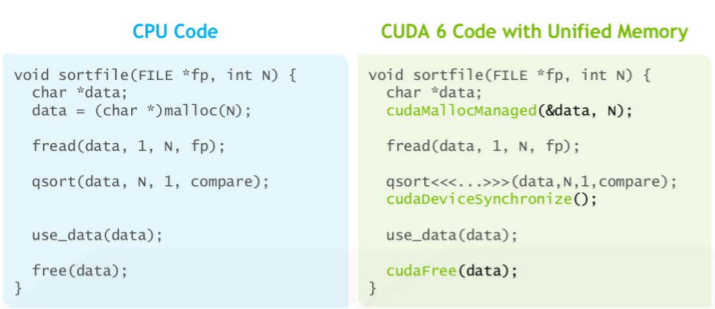 CPU Code
void sortfile(FILE *fp, int N) {
  char *data;
  data = (char *)malloc(N);
  fread(data, 1, N, fp);
  qsort(data, N, 1, compare);
  use_data(data);
  free(data);
}
CUDA 6 Code with Unified Memory
void sortfile(FILE *fp, int N) {
  char *data;
  cudaMallocManaged(&data, N);
  fread(data, 1, N, fp);
  qsort<<<...>>>(data,N,1,compare);
  cudaDeviceSynchronize();
  use_data(data);
  cudaFree(data);
}